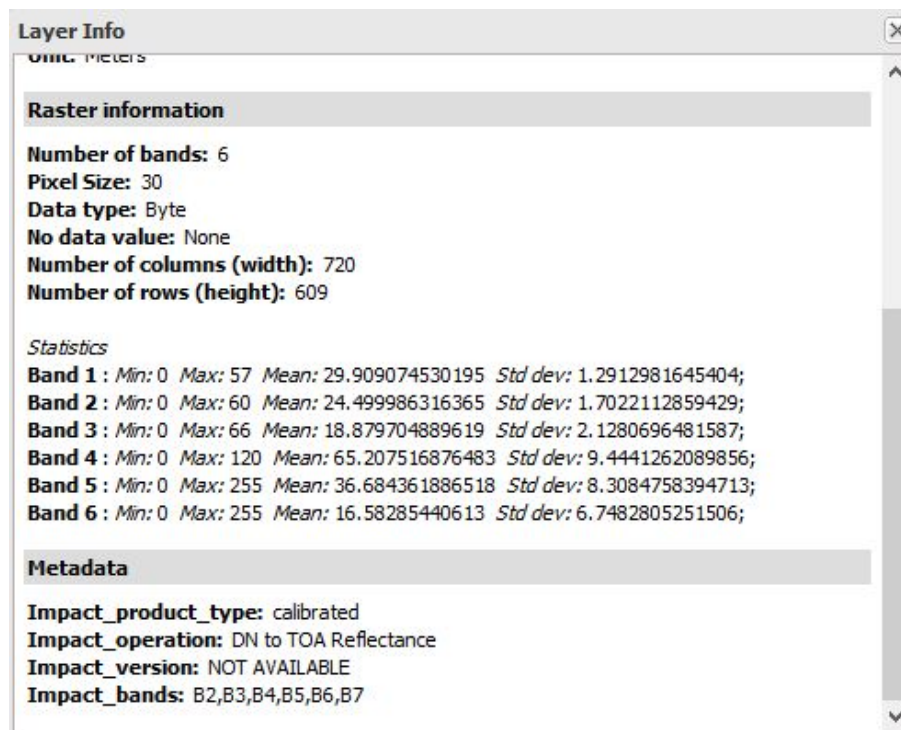 Layer Info
Unit: Meters
Raster information
Number of bands: 6
Pixel Size: 30
Data type: Byte
No data value: None
Number of columns (width): 720
Number of rows (height): 609
Statistics
Band 1 : Min: 0 Max: 57 Mean: 29.909074530195 Std dev: 1.2912981645404;
Band 2 : Min: 0 Max: 60 Mean: 24.499986316365 Std dev: 1.7022112859429;
Band 3 : Min: 0 Max: 66 Mean: 18.879704889619 Std dev: 2.1280696481587;
Band 4 : Min: 0 Max: 120 Mean: 65.207516876483 Std dev: 9.4441262089856;
Band 5 : Min: 0 Max: 255 Mean: 36.684361886518 Std dev: 8.3084758394713;
Band 6 : Min: 0 Max: 255 Mean: 16.58285440613 Std dev: 6.7482805251506;
Metadata
Impact_product_type: calibrated
Impact_operation: DN to TOA Reflectance
Impact_version: NOT AVAILABLE
Impact_bands: B2,B3,B4,B5,B6,B7